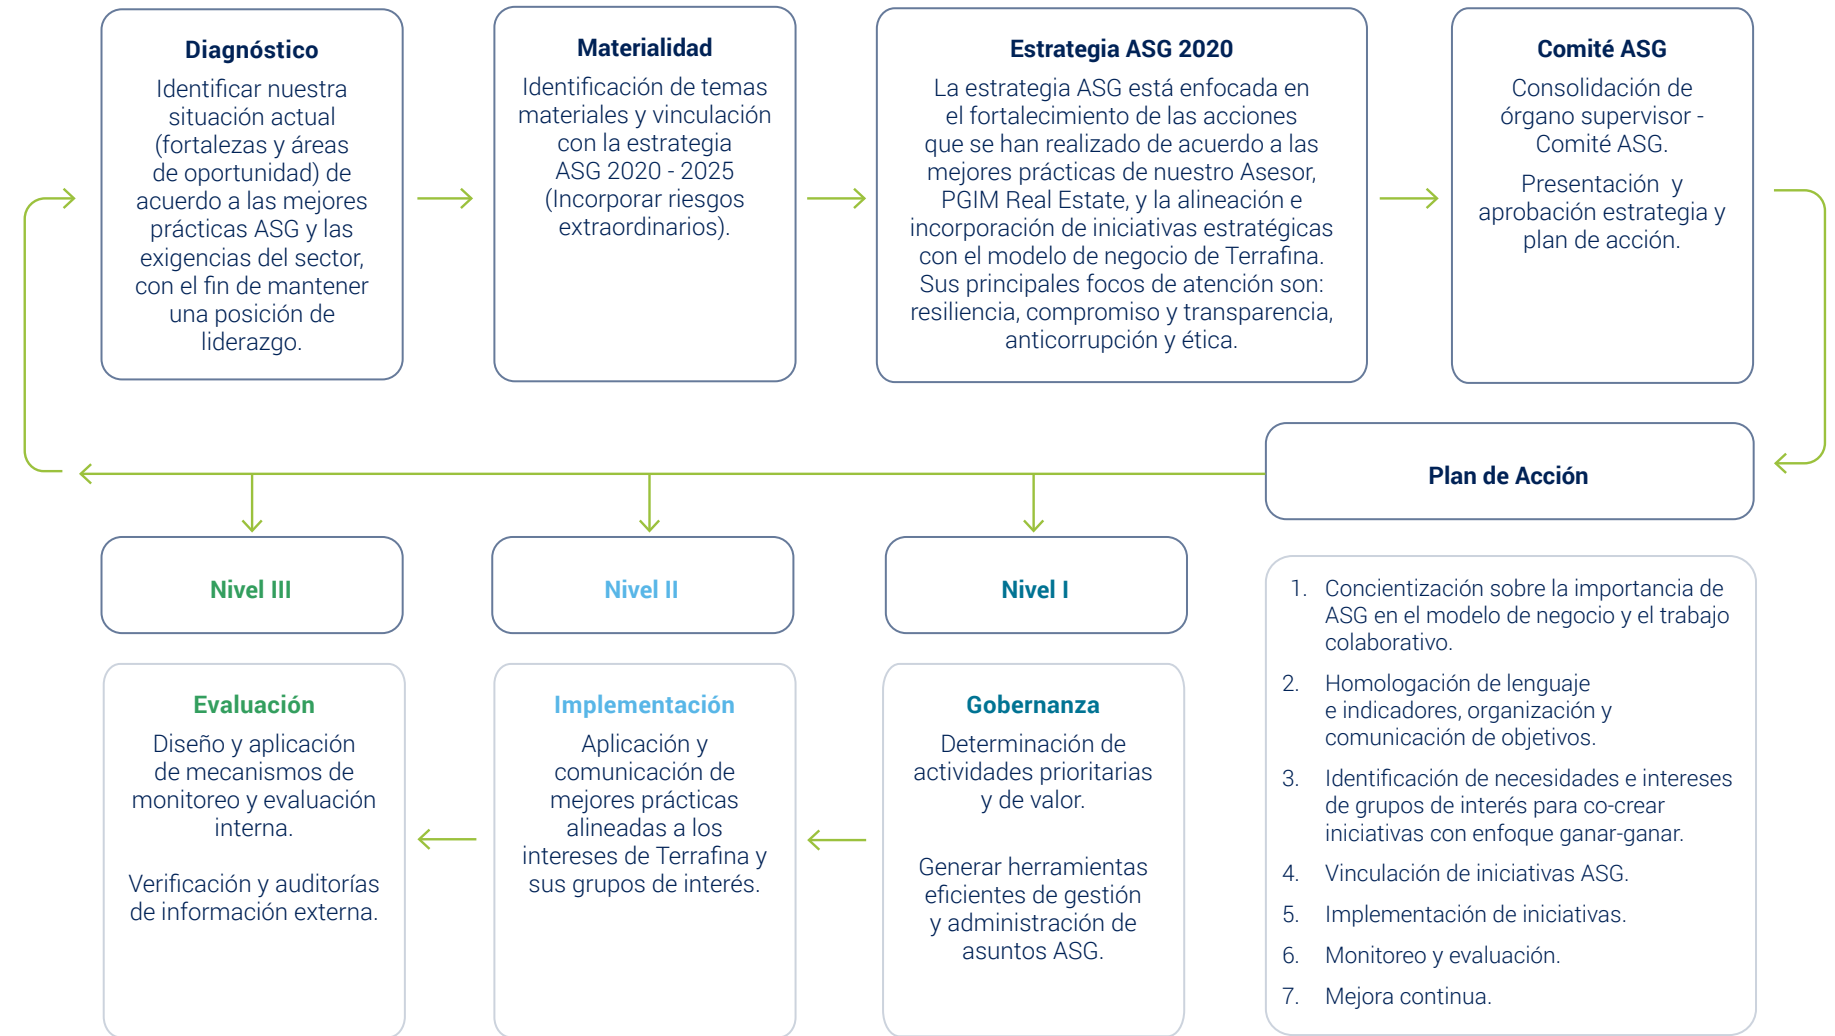 Diagnóstico
Identificar nuestra
situación actual
(fortalezas y áreas
de oportunidad) de
acuerdo a las mejores
prácticas ASG y las
exigencias del sector,
con el fin de mantener
una posición de
liderazgo.
Materialidad
Identificación de temas
materiales y vinculación
con la estrategia
ASG 2020 - 2025
(Incorporar riesgos
extraordinarios).
Estrategia ASG 2020
La estrategia ASG está enfocada en
el fortalecimiento de las acciones
que se han realizado de acuerdo a las
mejores prácticas de nuestro Asesor,
PGIM Real Estate, y la alineación e
incorporación de iniciativas estratégicas
con el modelo de negocio de Terrafina.
Sus principales focos de atención son:
resiliencia, compromiso y transparencia,
anticorrupción y ética.
Comité ASG
Consolidación de
órgano supervisor -
Comité ASG.
Presentación y
aprobación estrategia y
plan de acción.
Plan de Acción
1. Concientización sobre la importancia de
ASG en el modelo de negocio y el trabajo
colaborativo.
2. Homologación de lenguaje
e indicadores, organización y
comunicación de objetivos.
3. Identificación de necesidades e intereses
de grupos de interés para co-crear
iniciativas con enfoque ganar-ganar.
4. Vinculación de iniciativas ASG.
5. Implementación de iniciativas.
6. Monitoreo y evaluación.
7. Mejora continua.
Nivel I
Gobernanza
Determinación de
actividades prioritarias
y de valor.
Generar herramientas
eficientes de gestión
y administración de
asuntos ASG.
Nivel II
Implementación
Aplicación y
comunicación de
mejores prácticas
alineadas a los
intereses de Terrafina y
sus grupos de interés.
Nivel III
Evaluación
Diseño y aplicación
de mecanismos de
monitoreo y evaluación
interna.
Verificación y auditorías
de información externa.